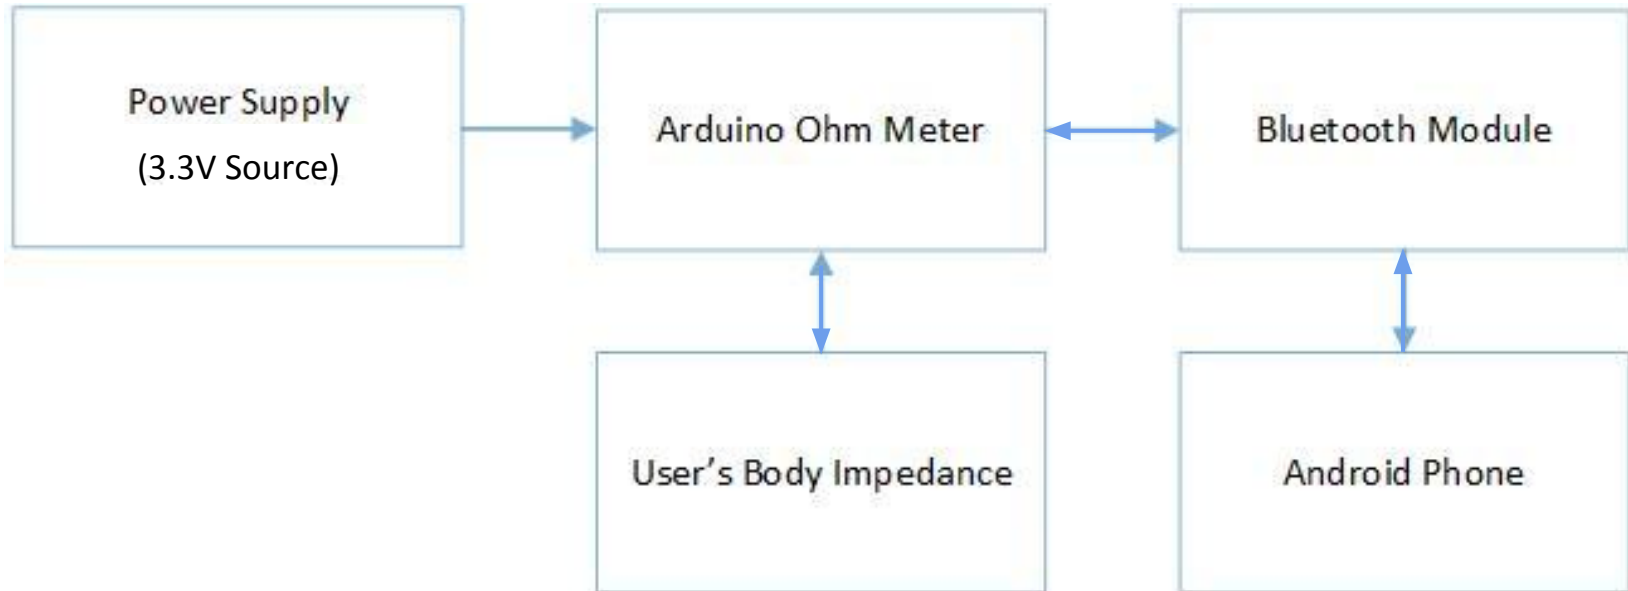 Power Supply
(3.3V Source)
Arduino Ohm Meter
Bluetooth Module
User’s Body Impedance
Android Phone